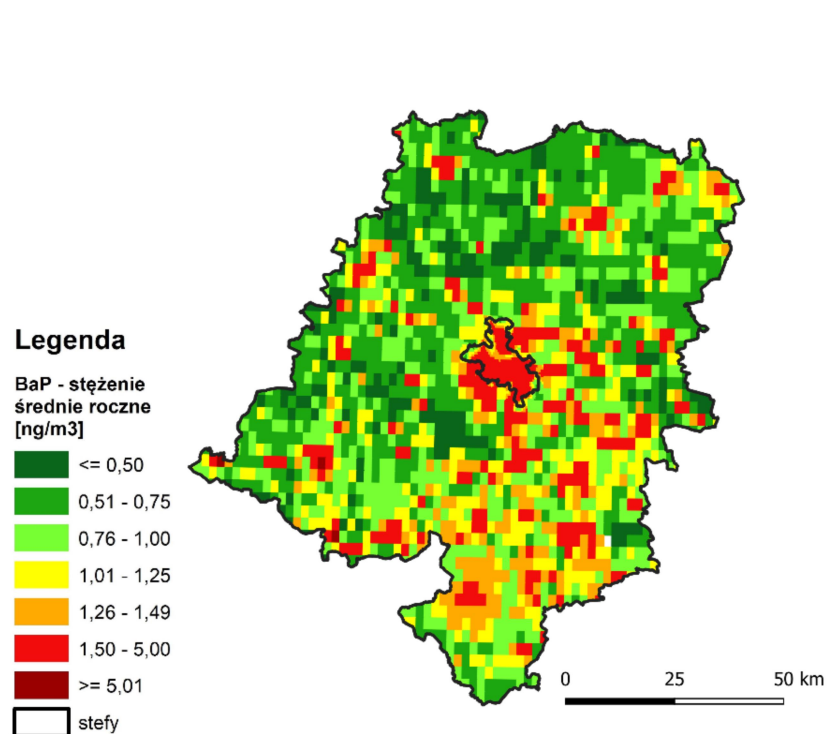 Legenda
BaP - stężenie
średnie roczne
[ng/m3]
<= 0,50
0,51 - 0,75
0,76 - 1,00
1,01 - 1,25
1,26 - 1,49
1,50 - 5,00
>= 5,01
stefy
0 25 50 km